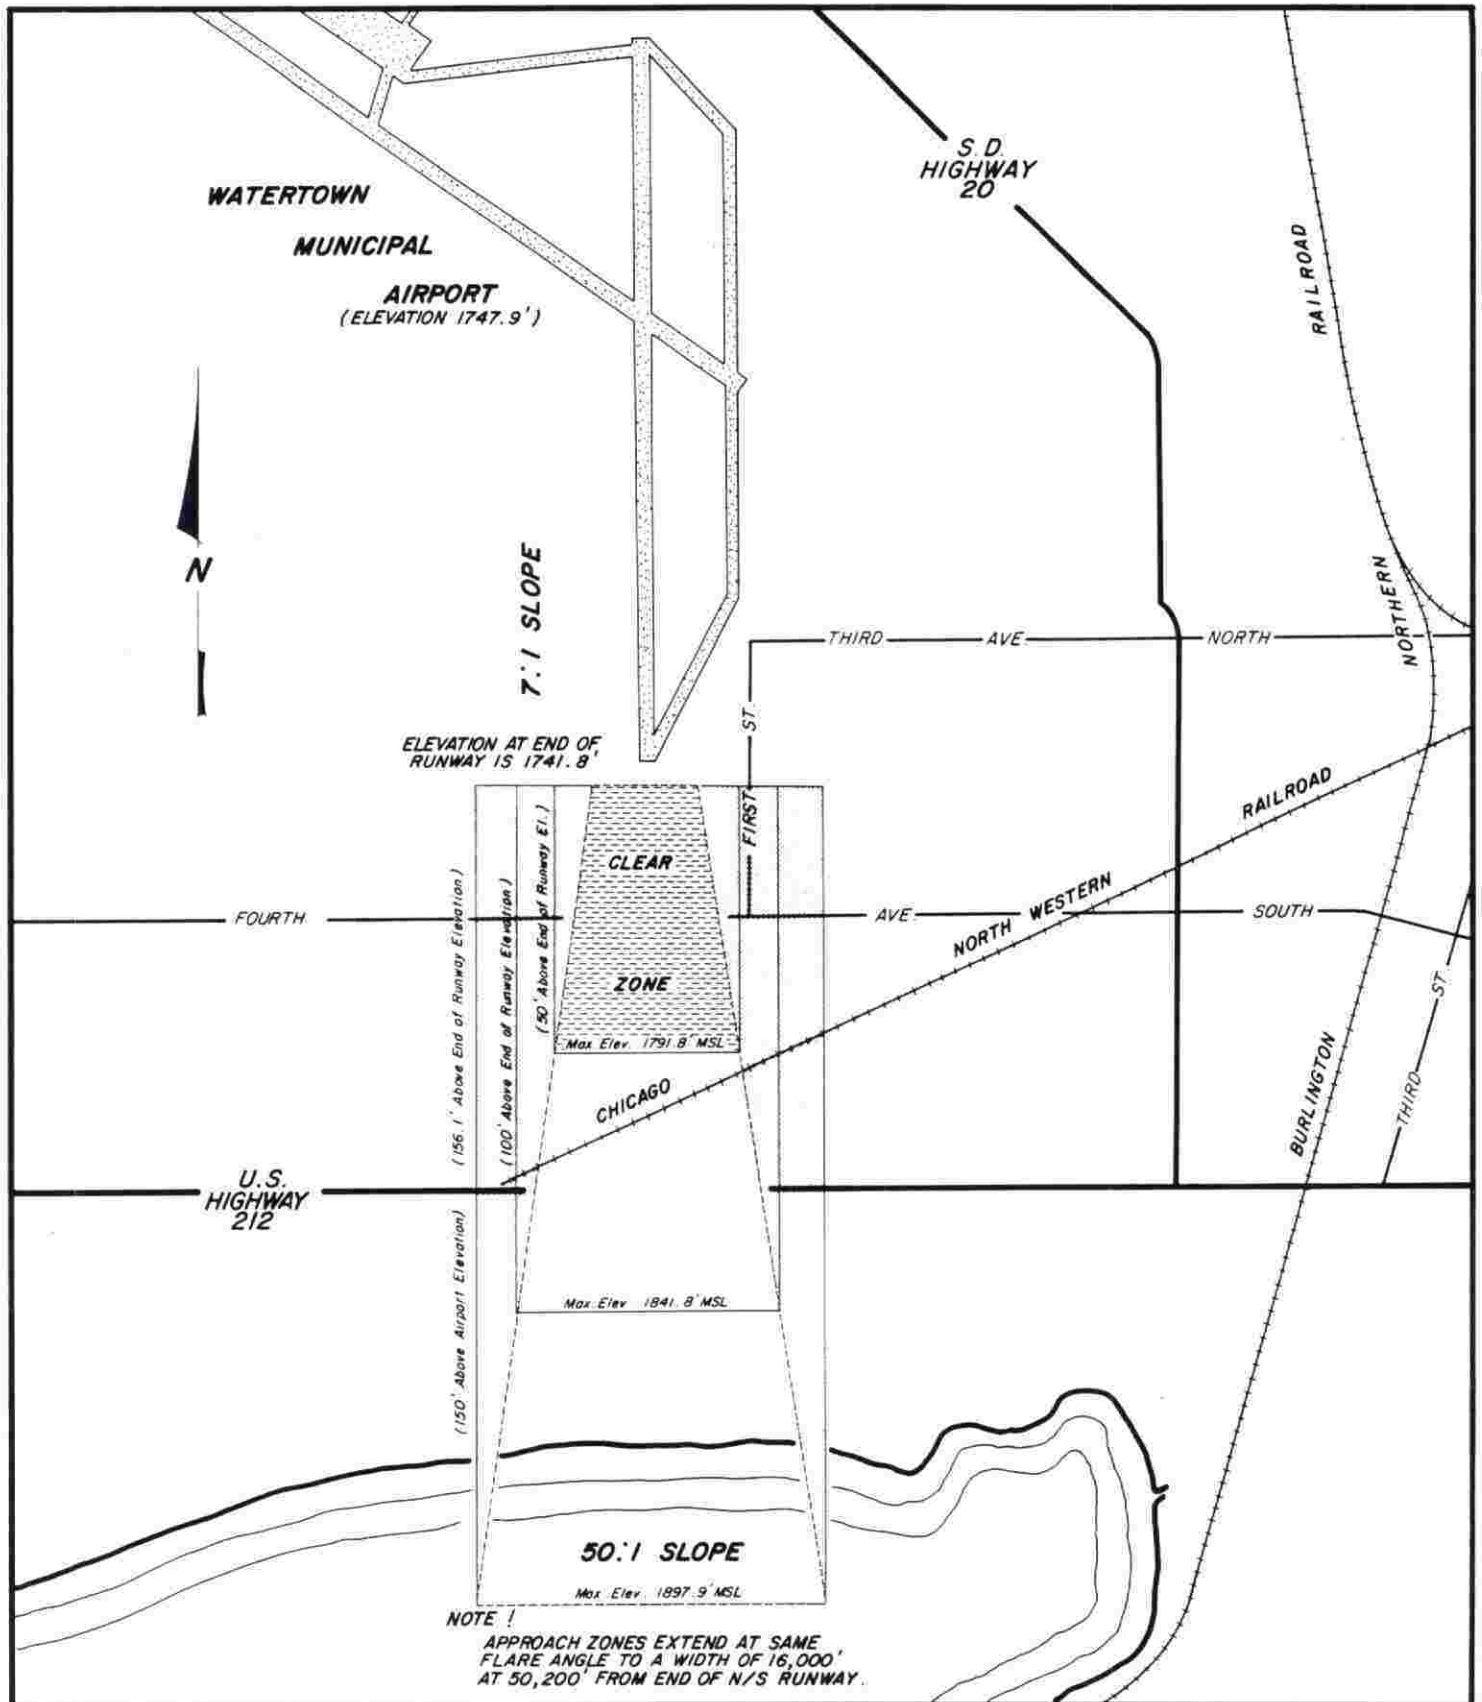 S.D.
HIGHWAY
20
WATERTOWN
MUNICIPAL
AIRPORT
(ELEVATION 1747.9')
RAILROAD
N
7:1 SLOPE
NORTHERN
THIRD AVE. NORTH
ST.
FIRST
ELEVATION AT END OF
RUNWAY IS 1741.8'
RAILROAD
CLEAR
ZONE
(50' Above End of Runway El.)
(100' Above End of Runway Elevation)
(156.1' Above End of Runway Elevation)
FOURTH AVE. SOUTH
NORTH WESTERN
Max Elev. 1791.8' MSL
CHICAGO
BURLINGTON
ST.
THIRD
U.S.
HIGHWAY
212
(150' Above Airport Elevation)
Max. Elev. 1841.8' MSL
50:1 SLOPE
Max Elev. 1897.9' MSL
NOTE !
APPROACH ZONES EXTEND AT SAME
FLARE ANGLE TO A WIDTH OF 16,000'
AT 50,200' FROM END OF N/S RUNWAY.